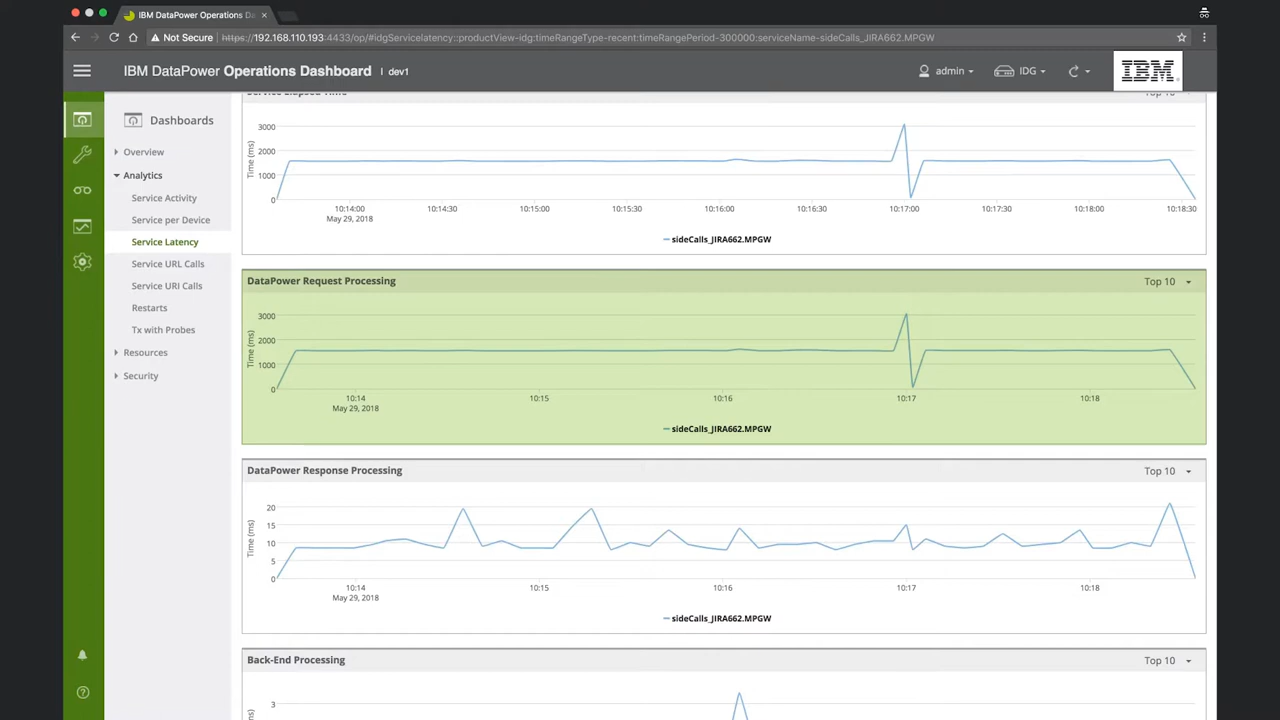 IBM DataPower Operations Da
Not Secure https://192.168.110.193:4433/op/#idgServicelatency::productView-idg:timeRangeType-recent:timeRangePeriod-300000:serviceName-sideCalls_JIRA662.MPGW
IBM DataPower Operations Dashboard dev1 admin IDG IBM
Dashboards
Overview
Analytics
Service Activity
Service per Device
Service Latency
Service URL Calls
Service URI Calls
Restarts
Tx with Probes
Resources
Security
Service Elapsed Time Top 10
Time (ms)
3000
2000
1000
0
10:14:00 10:14:30 10:15:00 10:15:30 10:16:00 10:16:30 10:17:00 10:17:30 10:18:00 10:18:30
May 29, 2018
sideCalls_JIRA662.MPGW
DataPower Request Processing Top 10
Time (ms)
3000
2000
1000
0
10:14 10:15 10:16 10:17 10:18
May 29, 2018
sideCalls_JIRA662.MPGW
DataPower Response Processing Top 10
Time (ms)
20
15
10
5
0
10:14 10:15 10:16 10:17 10:18
May 29, 2018
sideCalls_JIRA662.MPGW
Back-End Processing Top 10
3